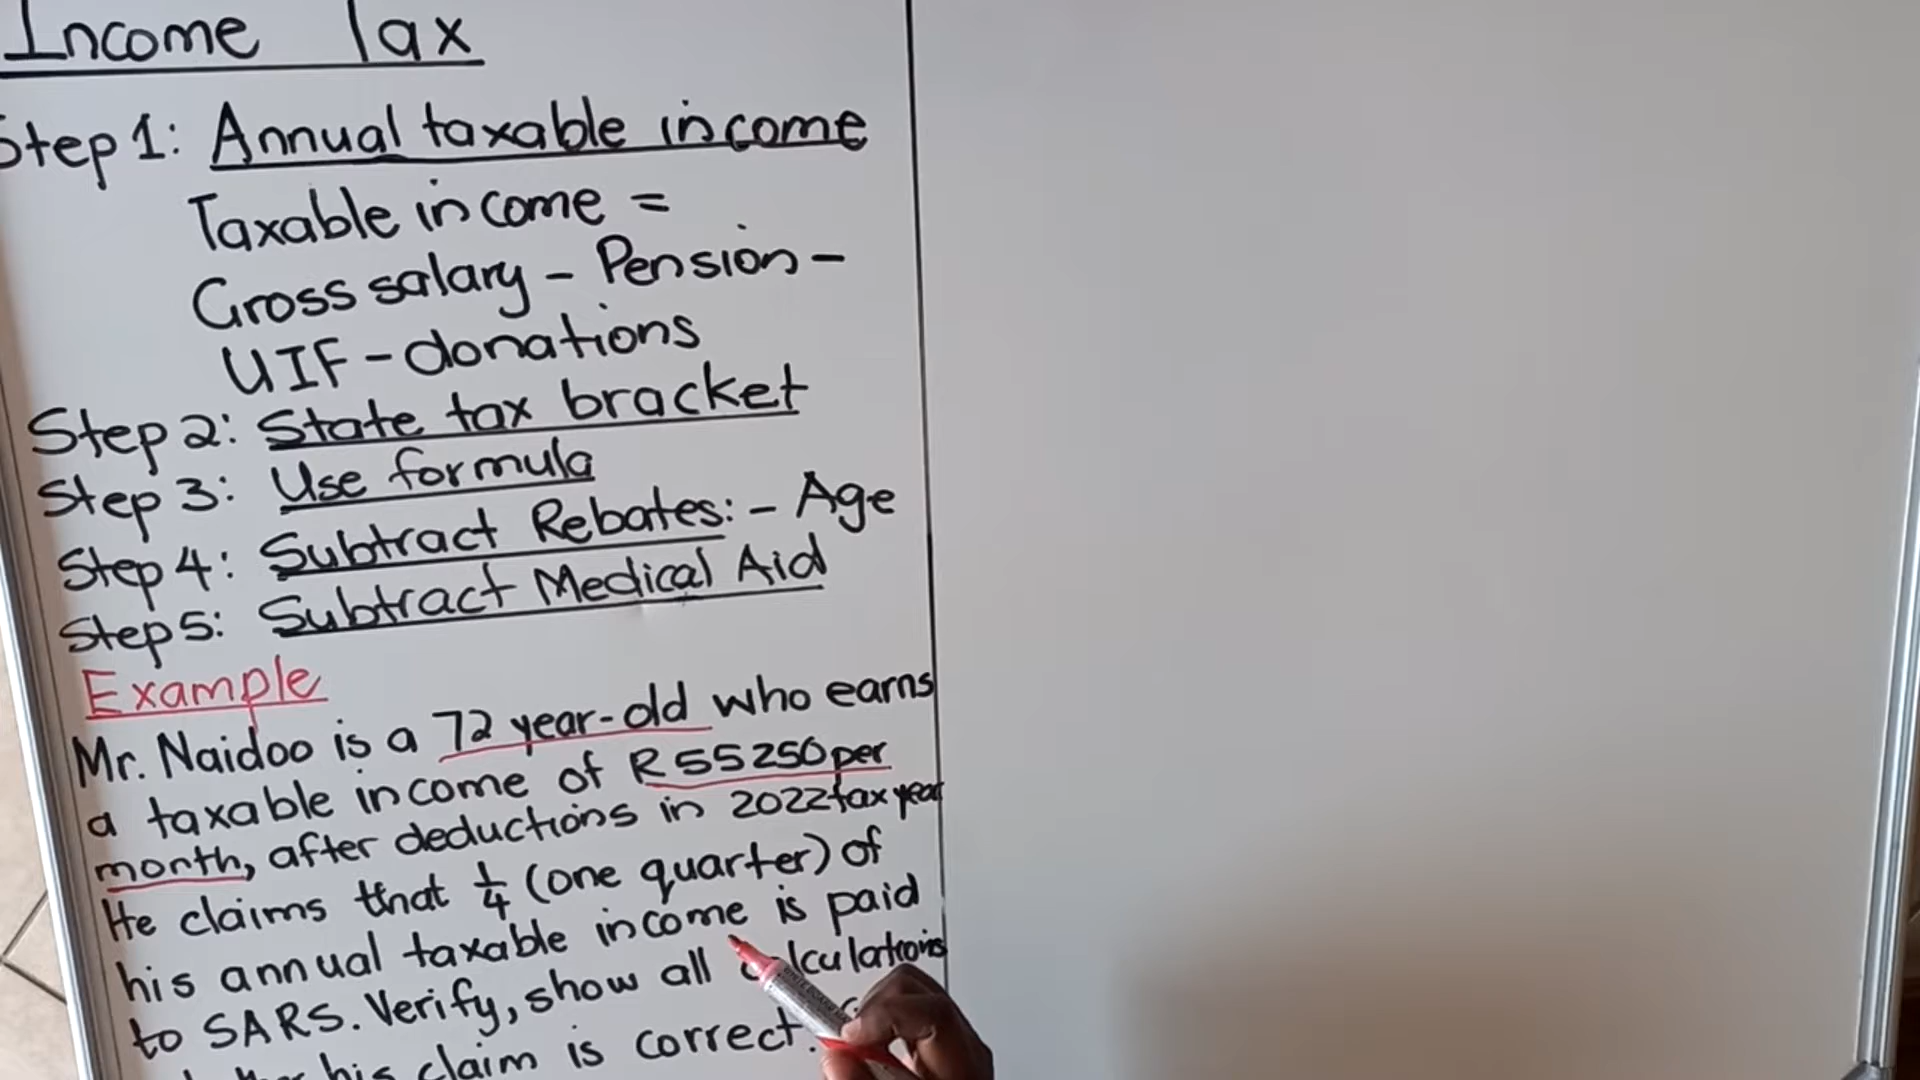 Income Tax
Step 1: Annual taxable income
Taxable income =
Gross salary - Pension -
UIF - donations
Step 2: State tax bracket
Step 3: Use formula
Step 4: Subtract Rebates: - Age
Step 5: Subtract Medical Aid
Example
Mr. Naidoo is a 72 year-old who earns
a taxable income of R55250 per
month, after deductions in 2022 tax year
He claims that 1/4 (one quarter) of
his annual taxable income is paid
to SARS. Verify, show all calculations
his claim is correct.